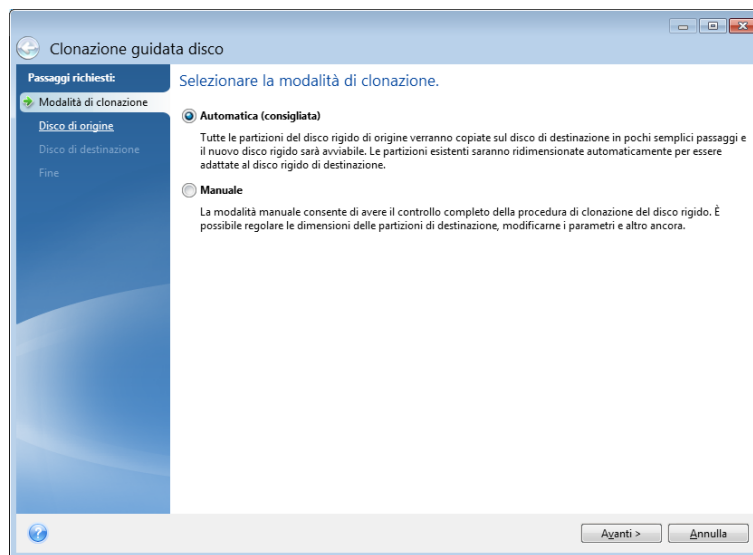 Clonazione guidata disco
Passaggi richiesti:
Modalità di clonazione
Disco di origine
Disco di destinazione
Fine
Selezionare la modalità di clonazione.
Automatica (consigliata)
Tutte le partizioni del disco rigido di origine verranno copiate sul disco di destinazione in pochi semplici passaggi e
il nuovo disco rigido sarà avviabile. Le partizioni esistenti saranno ridimensionate automaticamente per essere
adattate al disco rigido di destinazione.
Manuale
La modalità manuale consente di avere il controllo completo della procedura di clonazione del disco rigido. È
possibile regolare le dimensioni delle partizioni di destinazione, modificarne i parametri e altro ancora.
Avanti >
Annulla